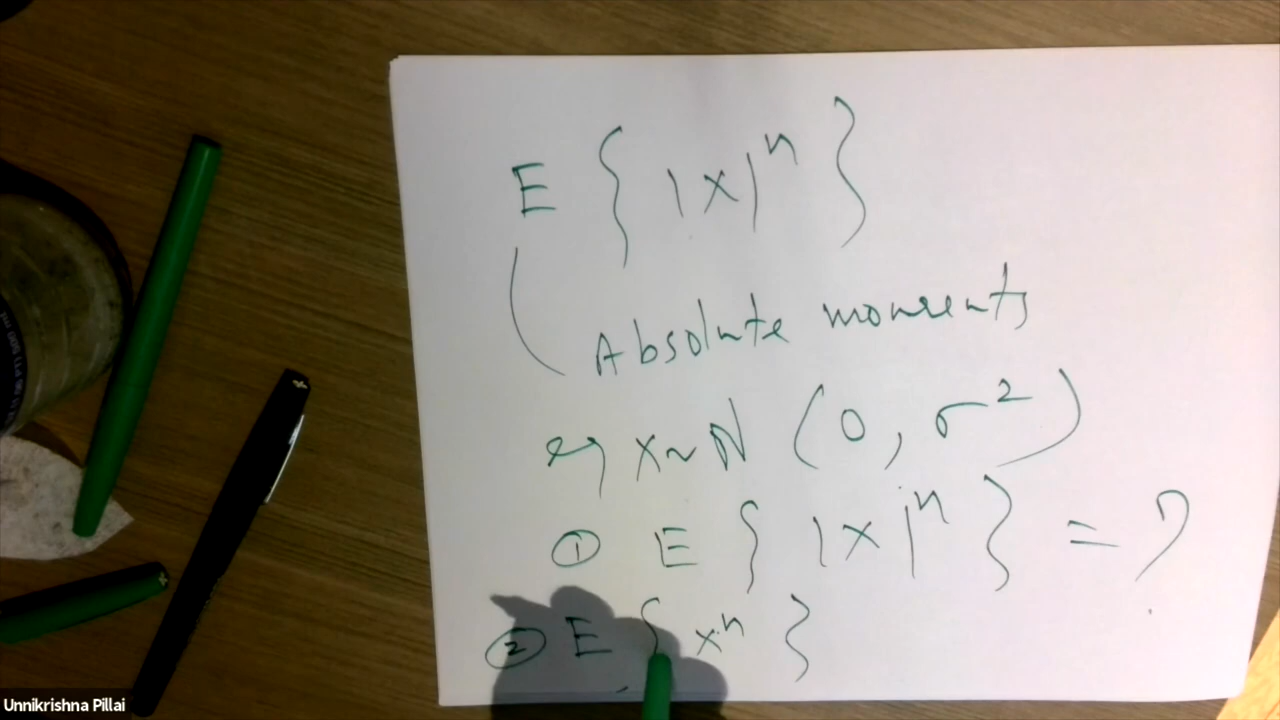 E { |x|ⁿ }
Absolute moments
eg x ~ N (0, σ²)
① E { |x|ⁿ } = ?
② E { xⁿ }
Unnikrishna Pillai